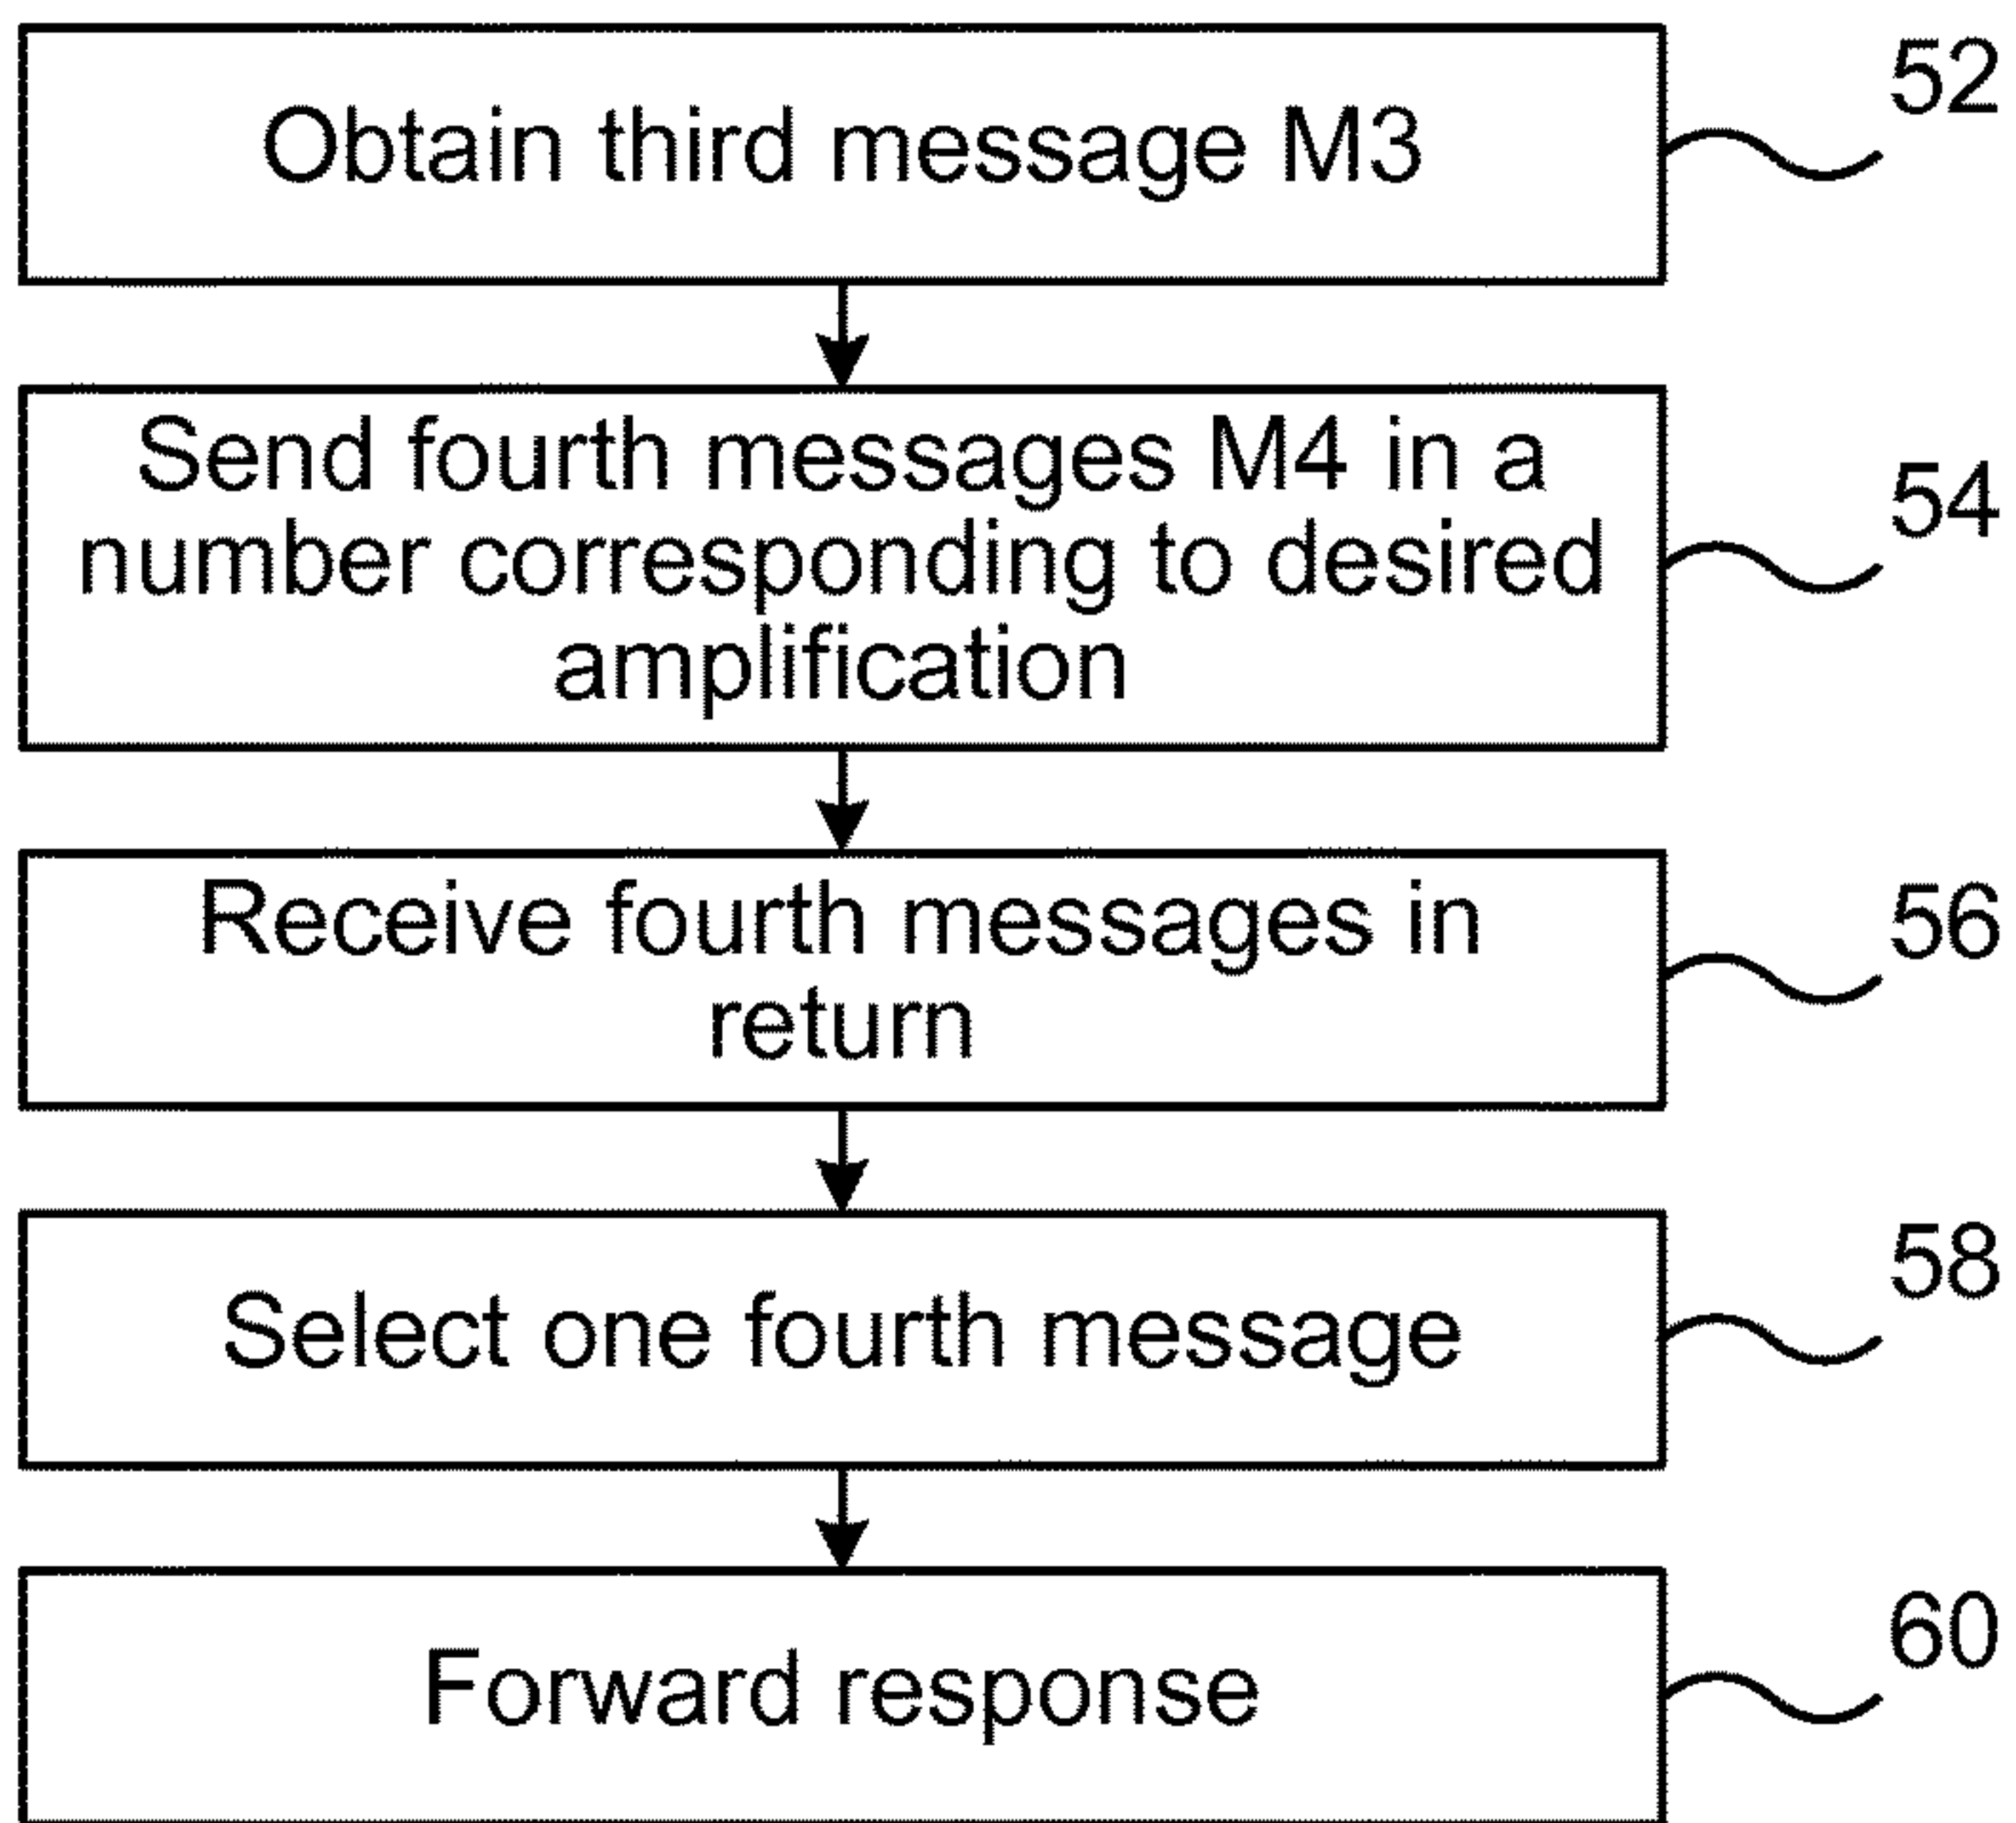 Obtain third message M3
52
Send fourth messages M4 in a
number corresponding to desired
amplification
54
Receive fourth messages in
return
56
Select one fourth message
58
Forward response
60